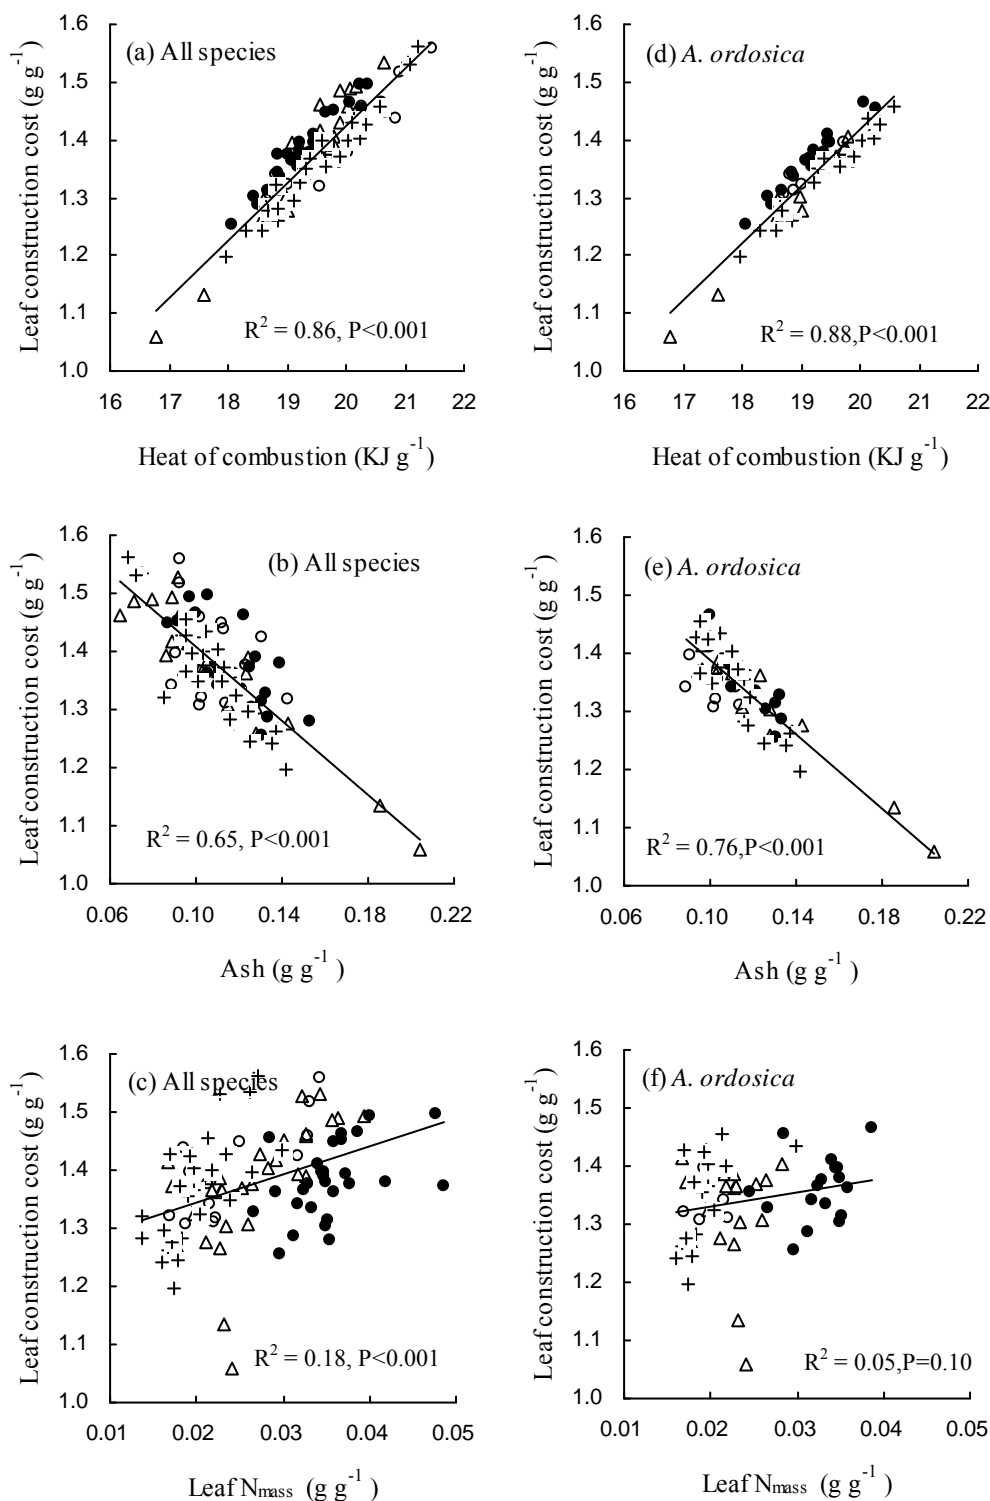 Leaf construction cost (g g⁻¹)
1.6
1.5
1.4
1.3
1.2
1.1
1.0
(a) All species
R² = 0.86, P<0.001
16 17 18 19 20 21 22
Heat of combustion (KJ g⁻¹)
Leaf construction cost (g g⁻¹)
1.6
1.5
1.4
1.3
1.2
1.1
1.0
(d) A. ordosica
R² = 0.88,P<0.001
16 17 18 19 20 21 22
Heat of combustion (KJ g⁻¹)
Leaf construction cost (g g⁻¹)
1.6
1.5
1.4
1.3
1.2
1.1
1.0
(b) All species
R² = 0.65, P<0.001
0.06 0.10 0.14 0.18 0.22
Ash (g g⁻¹ )
Leaf construction cost (g g⁻¹)
1.6
1.5
1.4
1.3
1.2
1.1
1.0
(e) A. ordosica
R² = 0.76,P<0.001
0.06 0.10 0.14 0.18 0.22
Ash (g g⁻¹ )
Leaf construction cost (g g⁻¹)
1.6
1.5
1.4
1.3
1.2
1.1
1.0
(c) All species
R² = 0.18, P<0.001
0.01 0.02 0.03 0.04 0.05
Leaf Nmass (g g⁻¹)
Leaf construction cost (g g⁻¹)
1.6
1.5
1.4
1.3
1.2
1.1
1.0
(f) A. ordosica
R² = 0.05,P=0.10
0.01 0.02 0.03 0.04 0.05
Leaf Nmass (g g⁻¹)